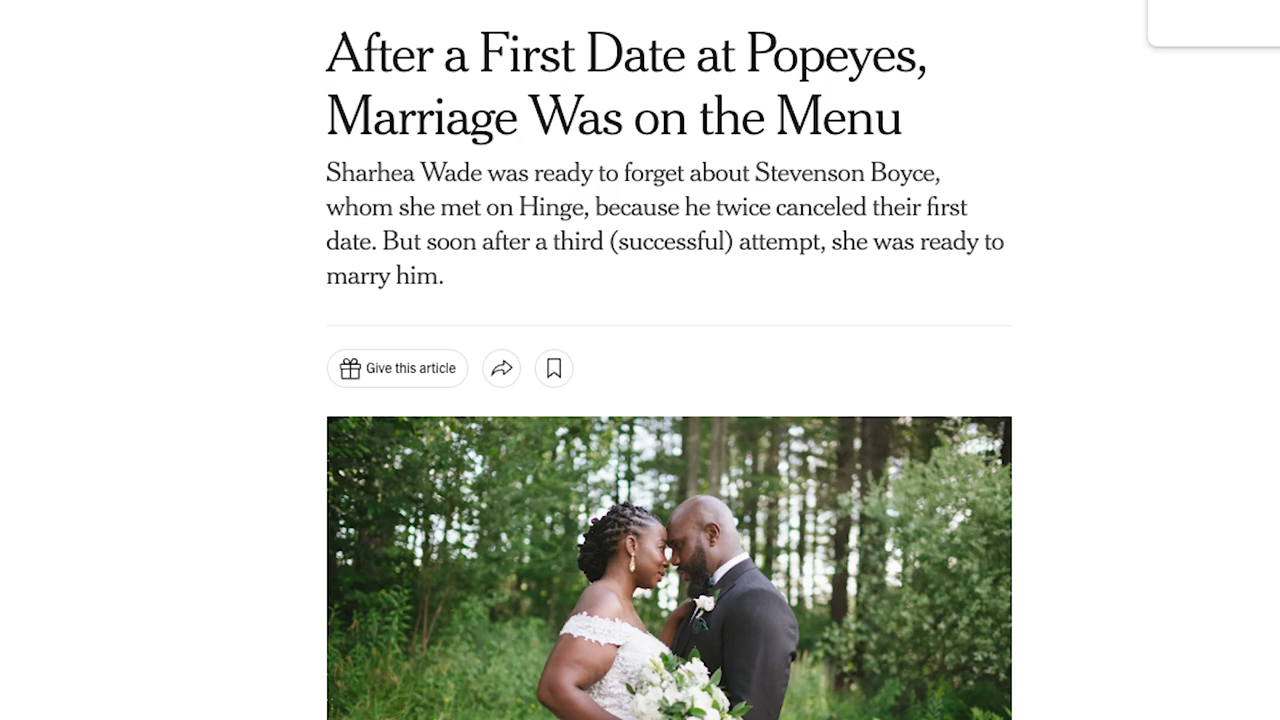 After a First Date at Popeyes,
Marriage Was on the Menu
Sharhea Wade was ready to forget about Stevenson Boyce,
whom she met on Hinge, because he twice canceled their first
date. But soon after a third (successful) attempt, she was ready to
marry him.
Give this article